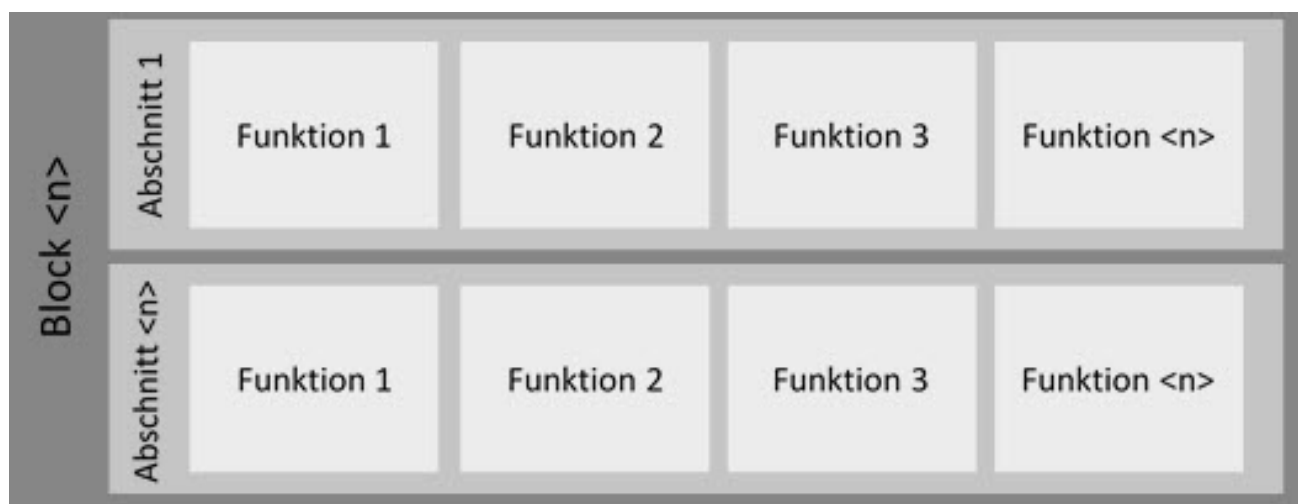 Block <n>
Abschnitt 1
Funktion 1
Funktion 2
Funktion 3
Funktion <n>
Abschnitt <n>
Funktion 1
Funktion 2
Funktion 3
Funktion <n>